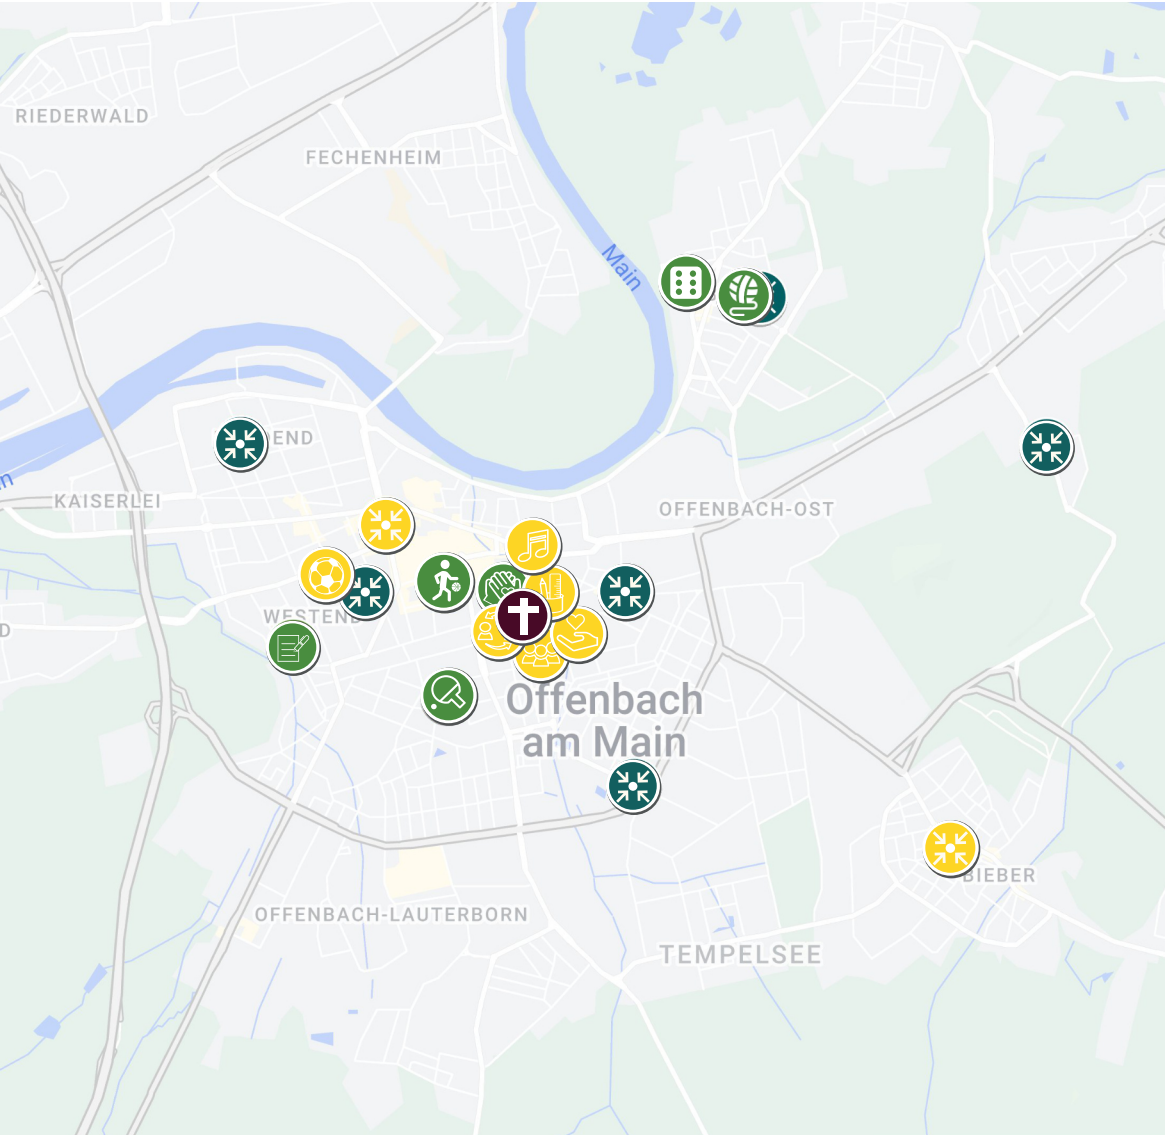 RIEDERWALD
FECHENHEIM
Main
END
KAISERLEI
OFFENBACH-OST
WESTEND
D
Offenbach
am Main
BIEBER
OFFENBACH-LAUTERBORN
TEMPELSEE